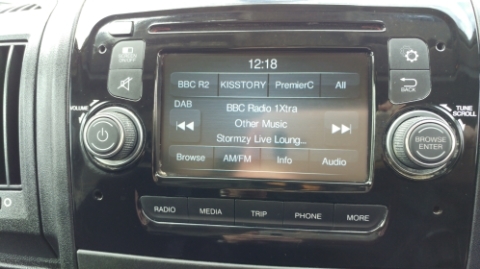 12:18
BBC R2 KISSTORY PremierC All
DAB
BBC Radio 1Xtra
Other Music
Stormzy Live Loung...
Browse AM/FM Info Audio
VOLUME
BACK
TUNE
SCROLL
BROWSE
ENTER
RADIO MEDIA TRIP PHONE MORE